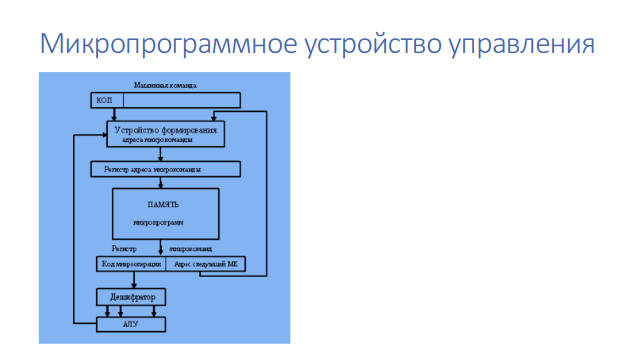 Микропрограммное устройство управления
Машинная команда
КОП
Устройство формирования
адреса микрокоманды
Регистр адреса микрокоманды
ПАМЯТЬ
микропрограмм
Регистр микрокоманд
Код микрооперации Адрес следующей МК
Дешифратор
АЛУ